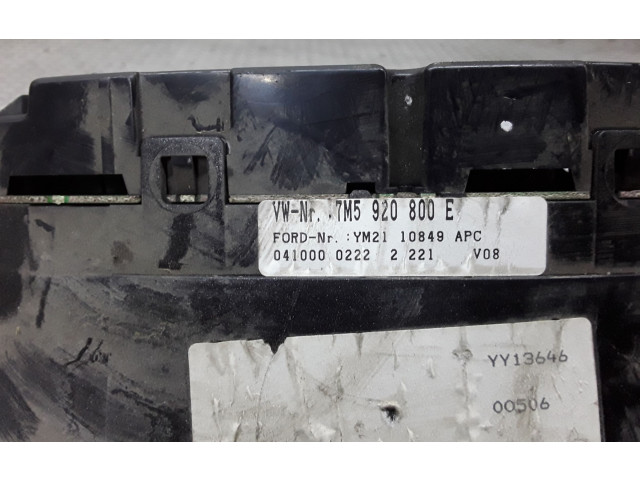 VW-Nr.:7M5 920 800 E
FORD-Nr.:YM21 10849 APC
041000 0222 2 221 V08
YY13646
00506